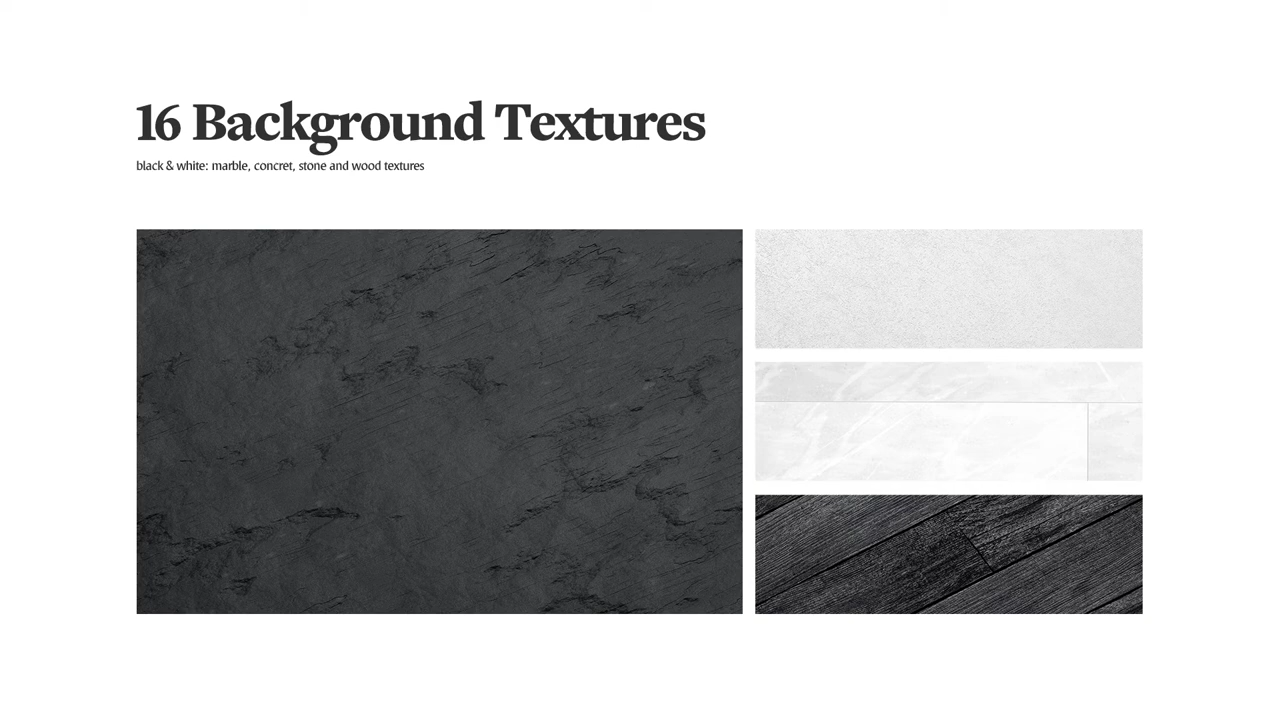 16 Background Textures
black & white: marble, concret, stone and wood textures